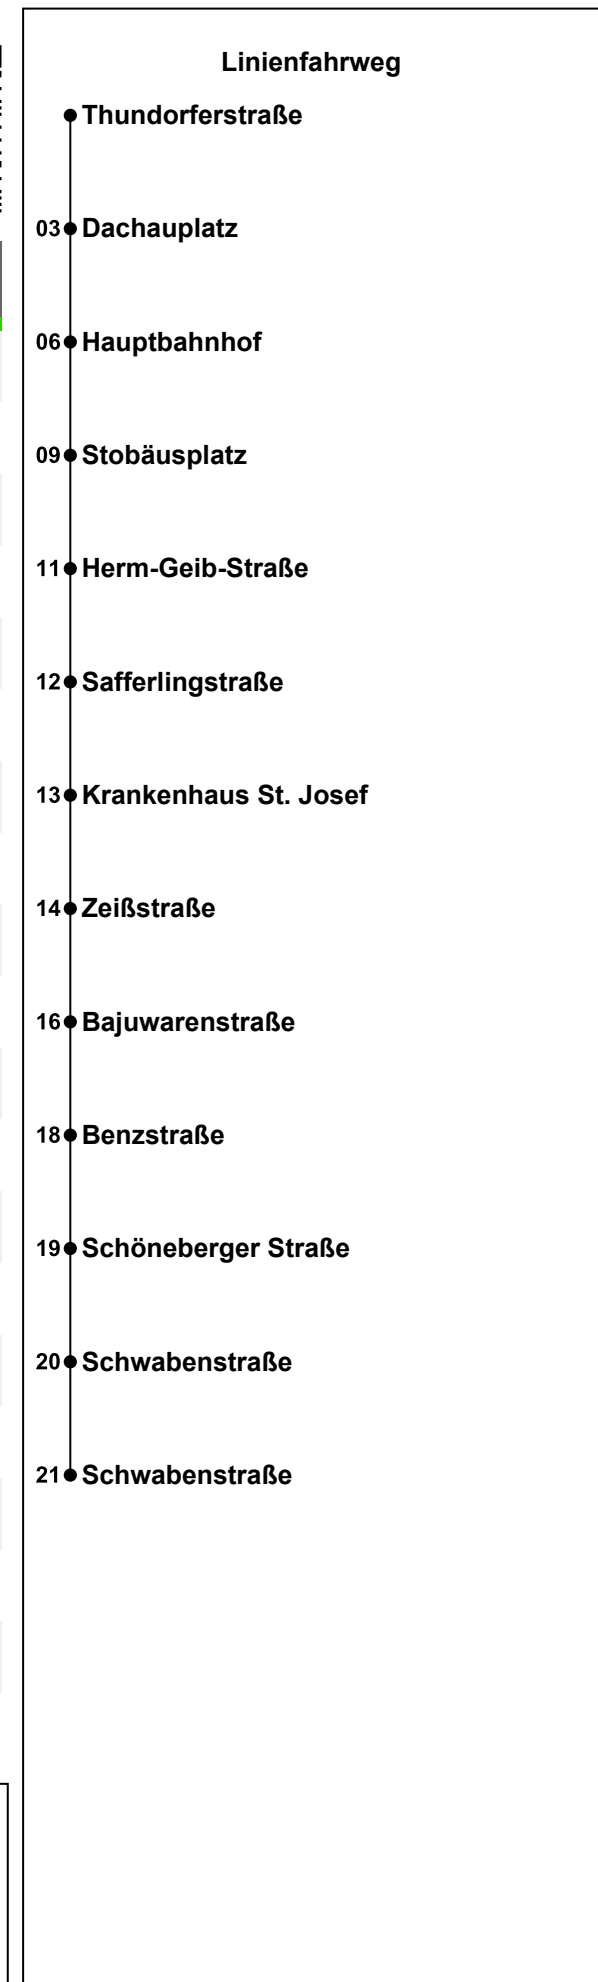 Linienfahrweg
Thundorferstraße
03 Dachauplatz
06 Hauptbahnhof
09 Stobäusplatz
11 Herm-Geib-Straße
12 Safferlingstraße
13 Krankenhaus St. Josef
14 Zeißstraße
16 Bajuwarenstraße
18 Benzstraße
19 Schöneberger Straße
20 Schwabenstraße
21 Schwabenstraße